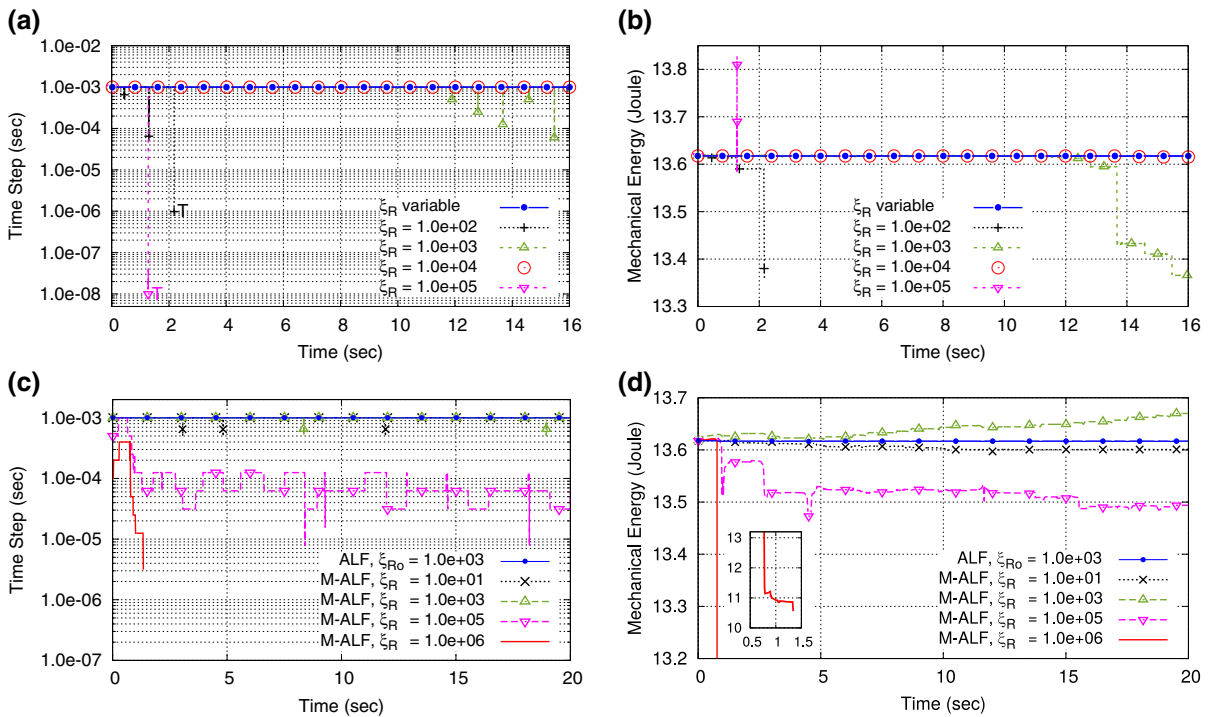 (a)
1.0e-02
1.0e-03
1.0e-04
1.0e-05
1.0e-06
1.0e-07
1.0e-08
Time Step (sec)
T
T
ξR variable
ξR = 1.0e+02
ξR = 1.0e+03
ξR = 1.0e+04
ξR = 1.0e+05
0 2 4 6 8 10 12 14 16
Time (sec)
(b)
13.8
13.7
13.6
13.5
13.4
13.3
Mechanical Energy (Joule)
ξR variable
ξR = 1.0e+02
ξR = 1.0e+03
ξR = 1.0e+04
ξR = 1.0e+05
0 2 4 6 8 10 12 14 16
Time (sec)
(c)
1.0e-03
1.0e-04
1.0e-05
1.0e-06
1.0e-07
Time Step (sec)
ALF, ξRo = 1.0e+03
M-ALF, ξR = 1.0e+01
M-ALF, ξR = 1.0e+03
M-ALF, ξR = 1.0e+05
M-ALF, ξR = 1.0e+06
0 5 10 15 20
Time (sec)
(d)
13.7
13.6
13.5
13.4
13.3
13.2
Mechanical Energy (Joule)
13
12
11
10
0.5 1 1.5
ALF, ξRo = 1.0e+03
M-ALF, ξR = 1.0e+01
M-ALF, ξR = 1.0e+03
M-ALF, ξR = 1.0e+05
M-ALF, ξR = 1.0e+06
0 5 10 15 20
Time (sec)